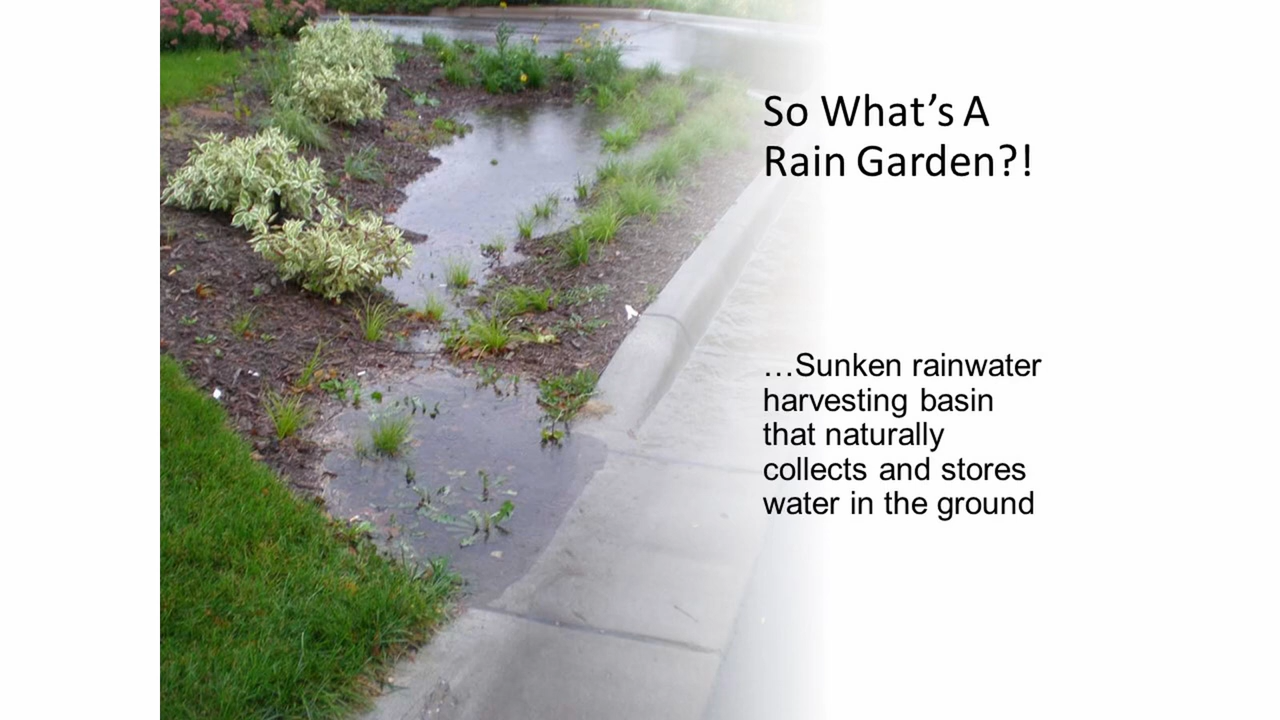 So What’s A
Rain Garden?!
…Sunken rainwater
harvesting basin
that naturally
collects and stores
water in the ground